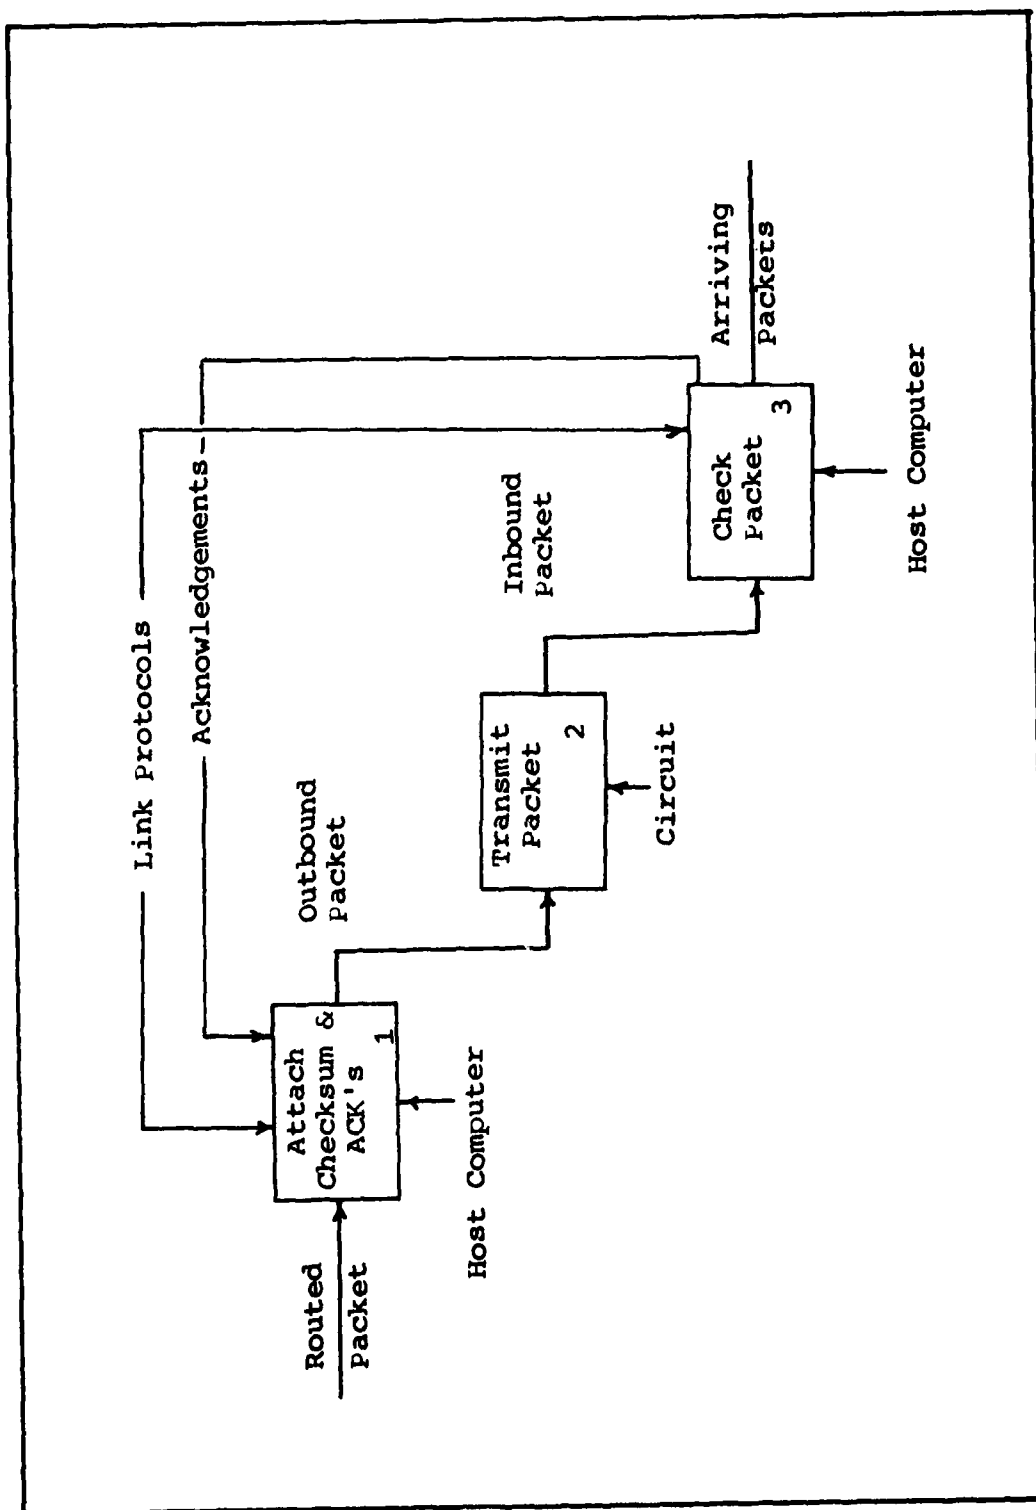 Link Protocols
Acknowledgements
Routed
Packet
Attach
Checksum &
ACK's
1
Host Computer
Outbound
Packet
Transmit
Packet
2
Circuit
Inbound
Packet
Check
Packet
3
Host Computer
Arriving
Packets